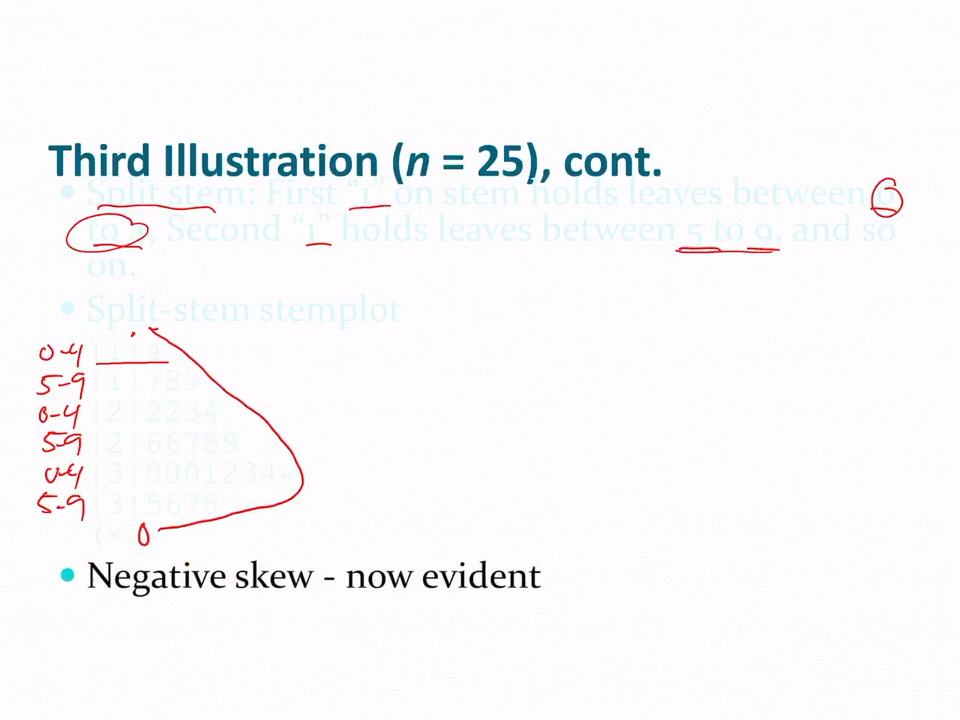 Third Illustration (n = 25), cont.
• Split stem: First “1” on stem holds leaves between
to Second “1” holds leaves between 5 to 9, and so
on.
• Split-stem stemplot
0-4 |1|4
5-9 |1|789
0-4 |2|2234
5-9 |2|66789
0-4 |3|00012344
5-9 |3|5678
(× 0
• Negative skew - now evident